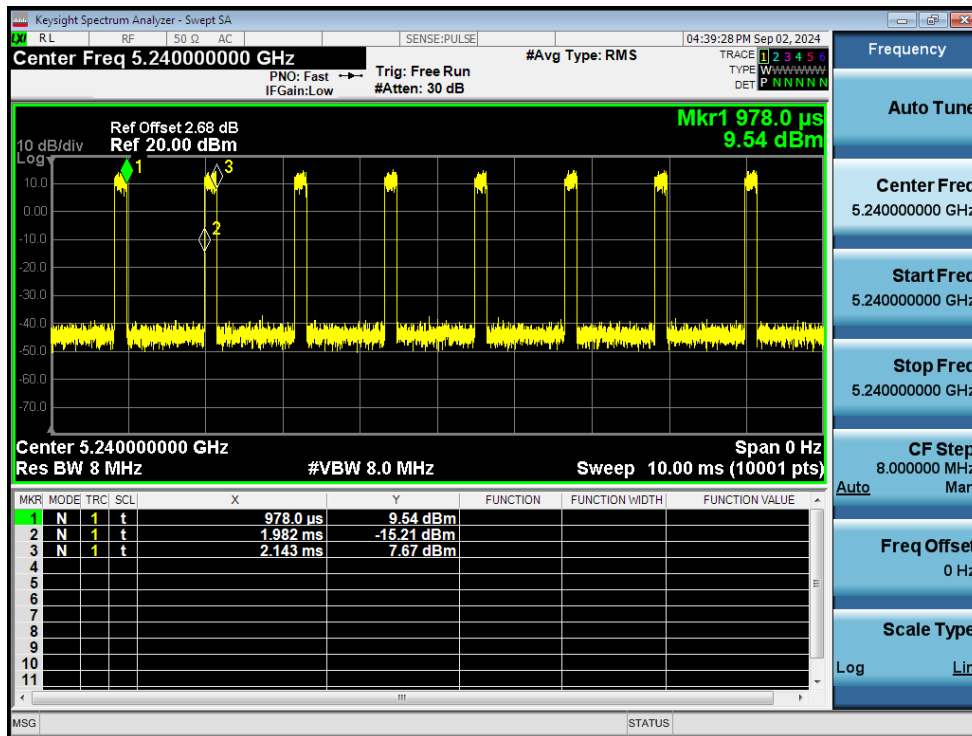 Keysight Spectrum Analyzer - Swept SA
LXI RL RF 50 Ω AC SENSE:PULSE 04:39:28 PM Sep 02, 2024
Center Freq 5.240000000 GHz
PNO: Fast
IFGain:Low
Trig: Free Run
#Atten: 30 dB
#Avg Type: RMS
TRACE 1 2 3 4 5 6
TYPE WWWWWW
DET P N N N N N
Ref Offset 2.68 dB
10 dB/div Ref 20.00 dBm
Log
Mkr1 978.0 µs
9.54 dBm
10.0
0.00
-10.0
-20.0
-30.0
-40.0
-50.0
-60.0
-70.0
1
3
2
Center 5.240000000 GHz Span 0 Hz
Res BW 8 MHz #VBW 8.0 MHz Sweep 10.00 ms (10001 pts)
MKR MODE TRC SCL X Y FUNCTION FUNCTION WIDTH FUNCTION VALUE
1 N 1 t 978.0 µs 9.54 dBm
2 N 1 t 1.982 ms -15.21 dBm
3 N 1 t 2.143 ms 7.67 dBm
4
5
6
7
8
9
10
11
MSG STATUS
Frequency
Auto Tune
Center Freq
5.240000000 GHz
Start Freq
5.240000000 GHz
Stop Freq
5.240000000 GHz
CF Step
8.000000 MHz
Auto Man
Freq Offset
0 Hz
Scale Type
Log Lin